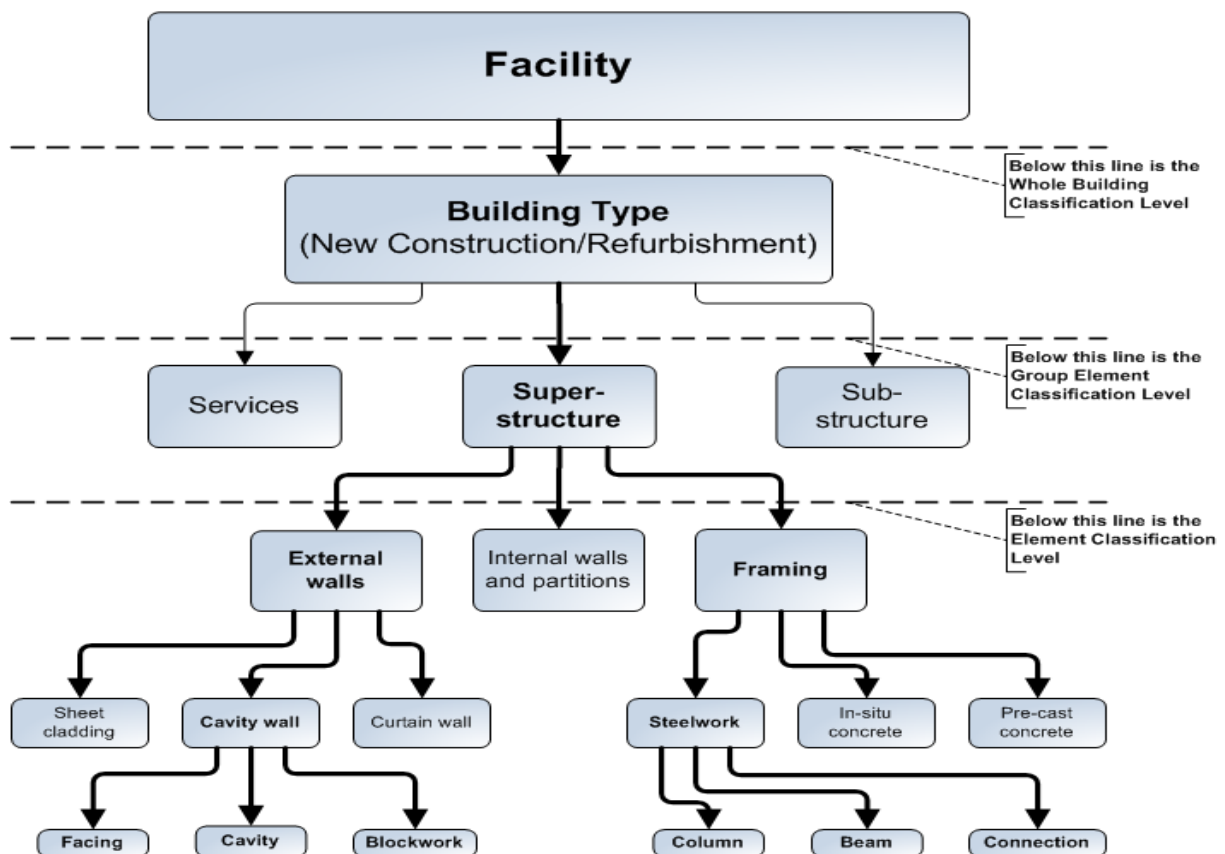 Facility
Below this line is the
Whole Building
Classification Level
Building Type
(New Construction/Refurbishment)
Below this line is the
Group Element
Classification Level
Services
Super-
structure
Sub-
structure
Below this line is the
Element Classification
Level
External
walls
Internal walls
and partitions
Framing
Sheet
cladding
Cavity wall
Curtain wall
Steelwork
In-situ
concrete
Pre-cast
concrete
Facing
Cavity
Blockwork
Column
Beam
Connection